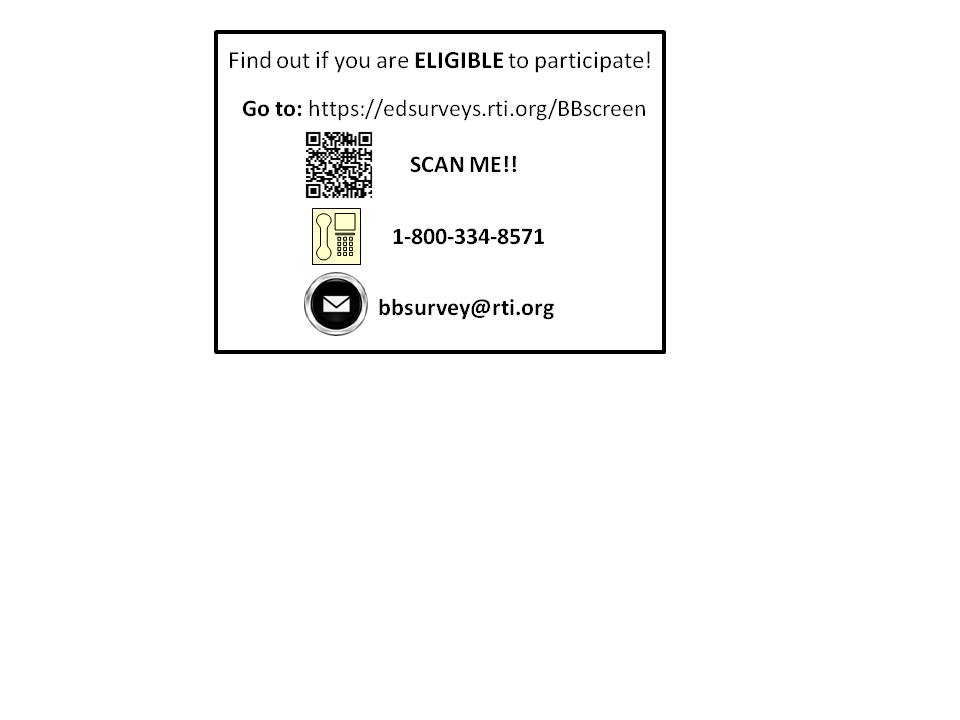 Find out if you are ELIGIBLE to participate!
Go to: https://edsurveys.rti.org/BBscreen
SCAN ME!!
1-800-334-8571
bbsurvey@rti.org